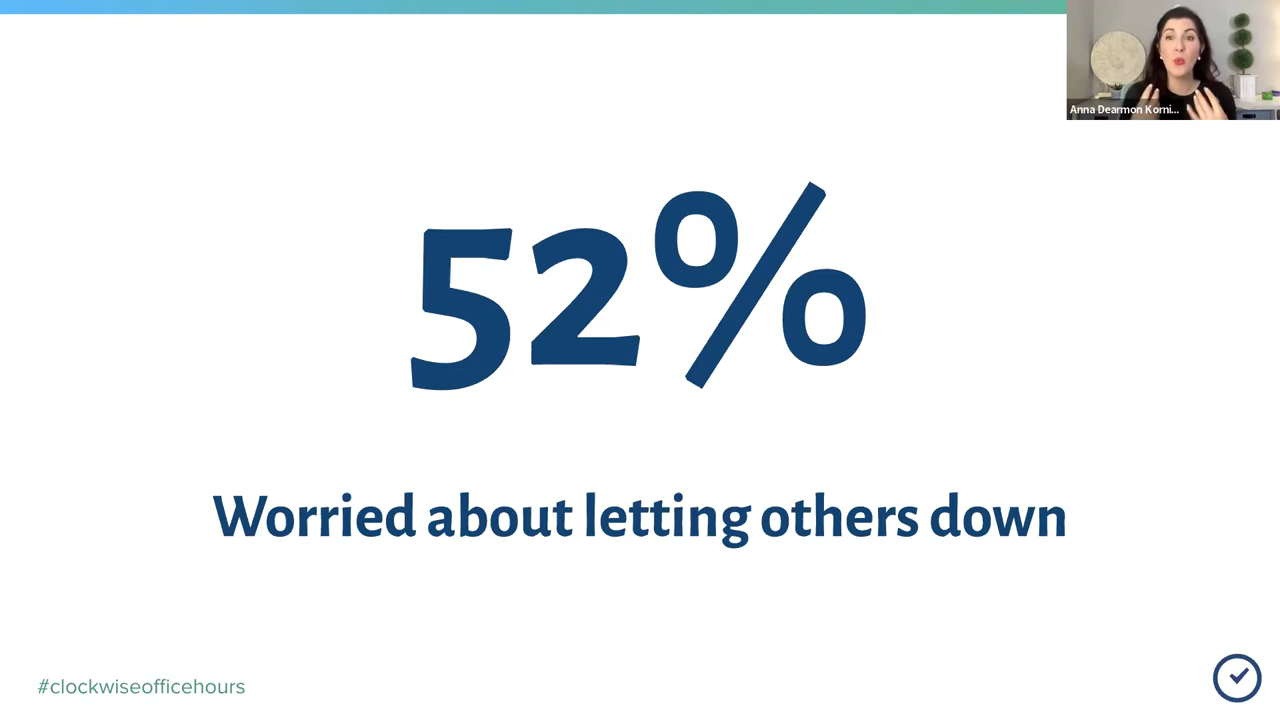 Anna Dearmon Korni...
52%
Worried about letting others down
#clockwiseofficehours